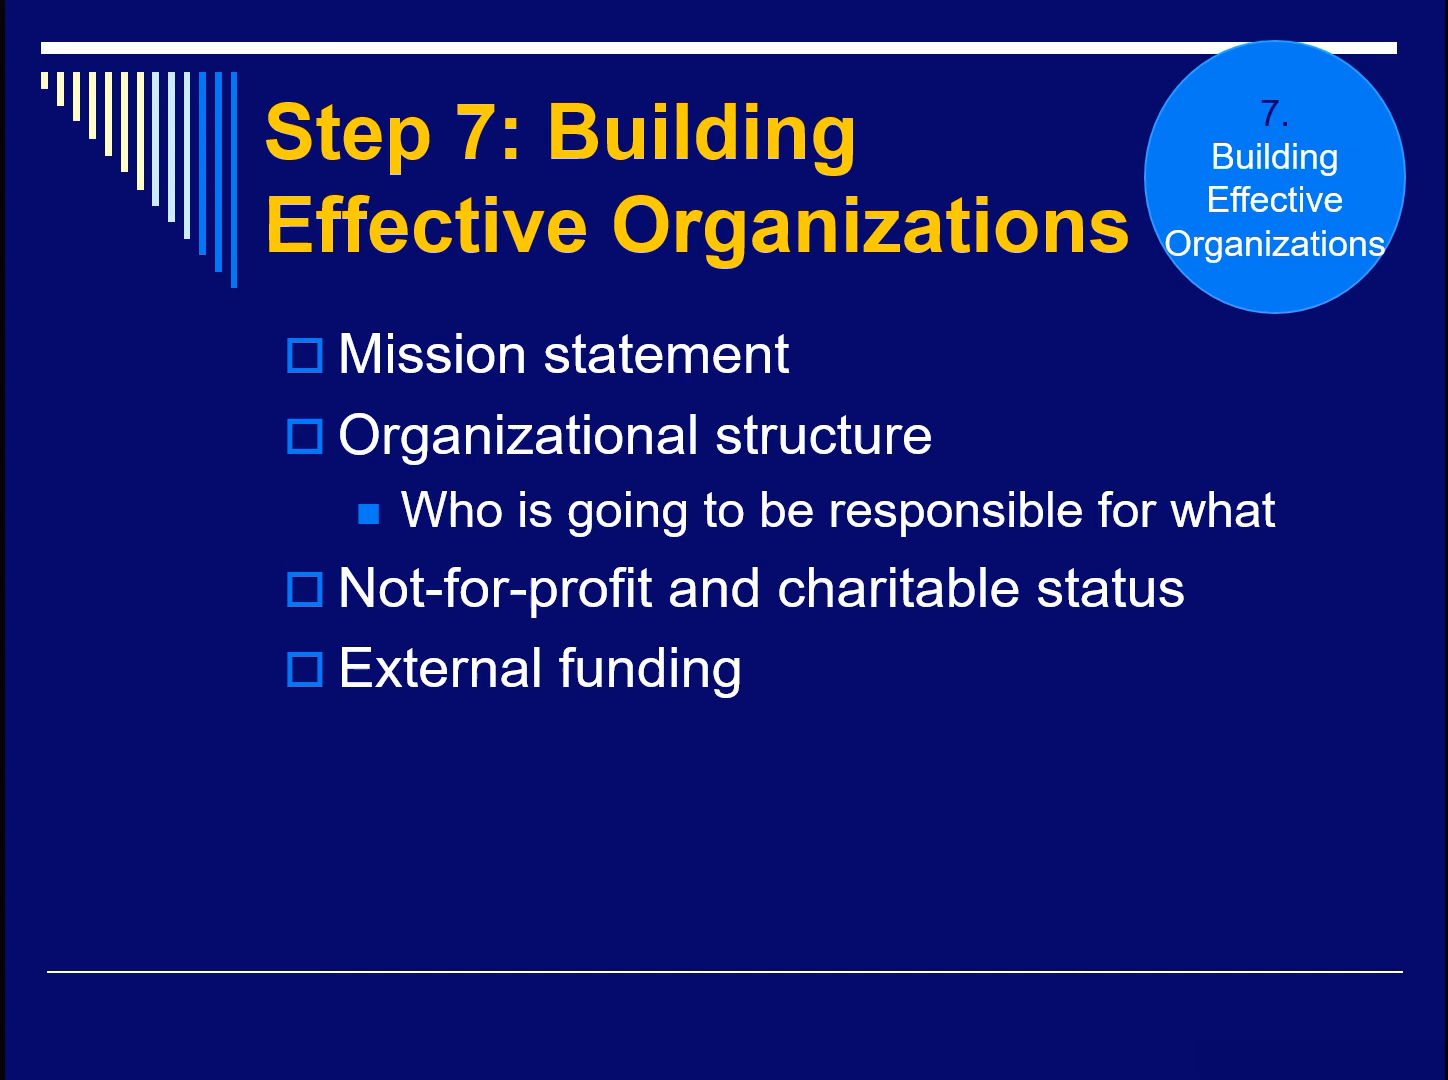 Step 7: Building
Effective Organizations
7.
Building
Effective
Organizations
Mission statement
Organizational structure
Who is going to be responsible for what
Not-for-profit and charitable status
External funding